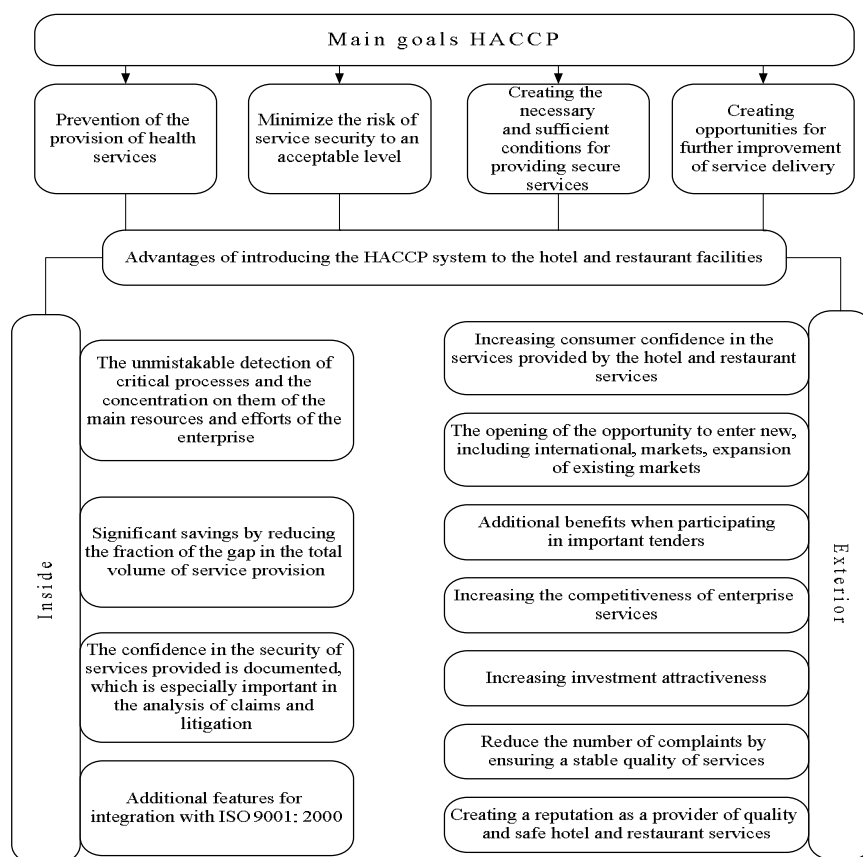 Main goals HACCP
Prevention of the
provision of health
services
Minimize the risk of
service security to an
acceptable level
Creating the
necessary
and sufficient
conditions for
providing secure
services
Creating
opportunities for
further improvement
of service delivery
Advantages of introducing the HACCP system to the hotel and restaurant facilities
Inside
The unmistakable detection of
critical processes and the
concentration on them of the
main resources and efforts of the
enterprise
Significant savings by reducing
the fraction of the gap in the total
volume of service provision
The confidence in the security of
services provided is documented,
which is especially important in
the analysis of claims and
litigation
Additional features for
integration with ISO 9001: 2000
Increasing consumer confidence in the
services provided by the hotel and restaurant
services
The opening of the opportunity to enter new,
including international, markets, expansion
of existing markets
Additional benefits when participating
in important tenders
Increasing the competitiveness of enterprise
services
Increasing investment attractiveness
Reduce the number of complaints by
ensuring a stable quality of services
Creating a reputation as a provider of quality
and safe hotel and restaurant services
Exterior